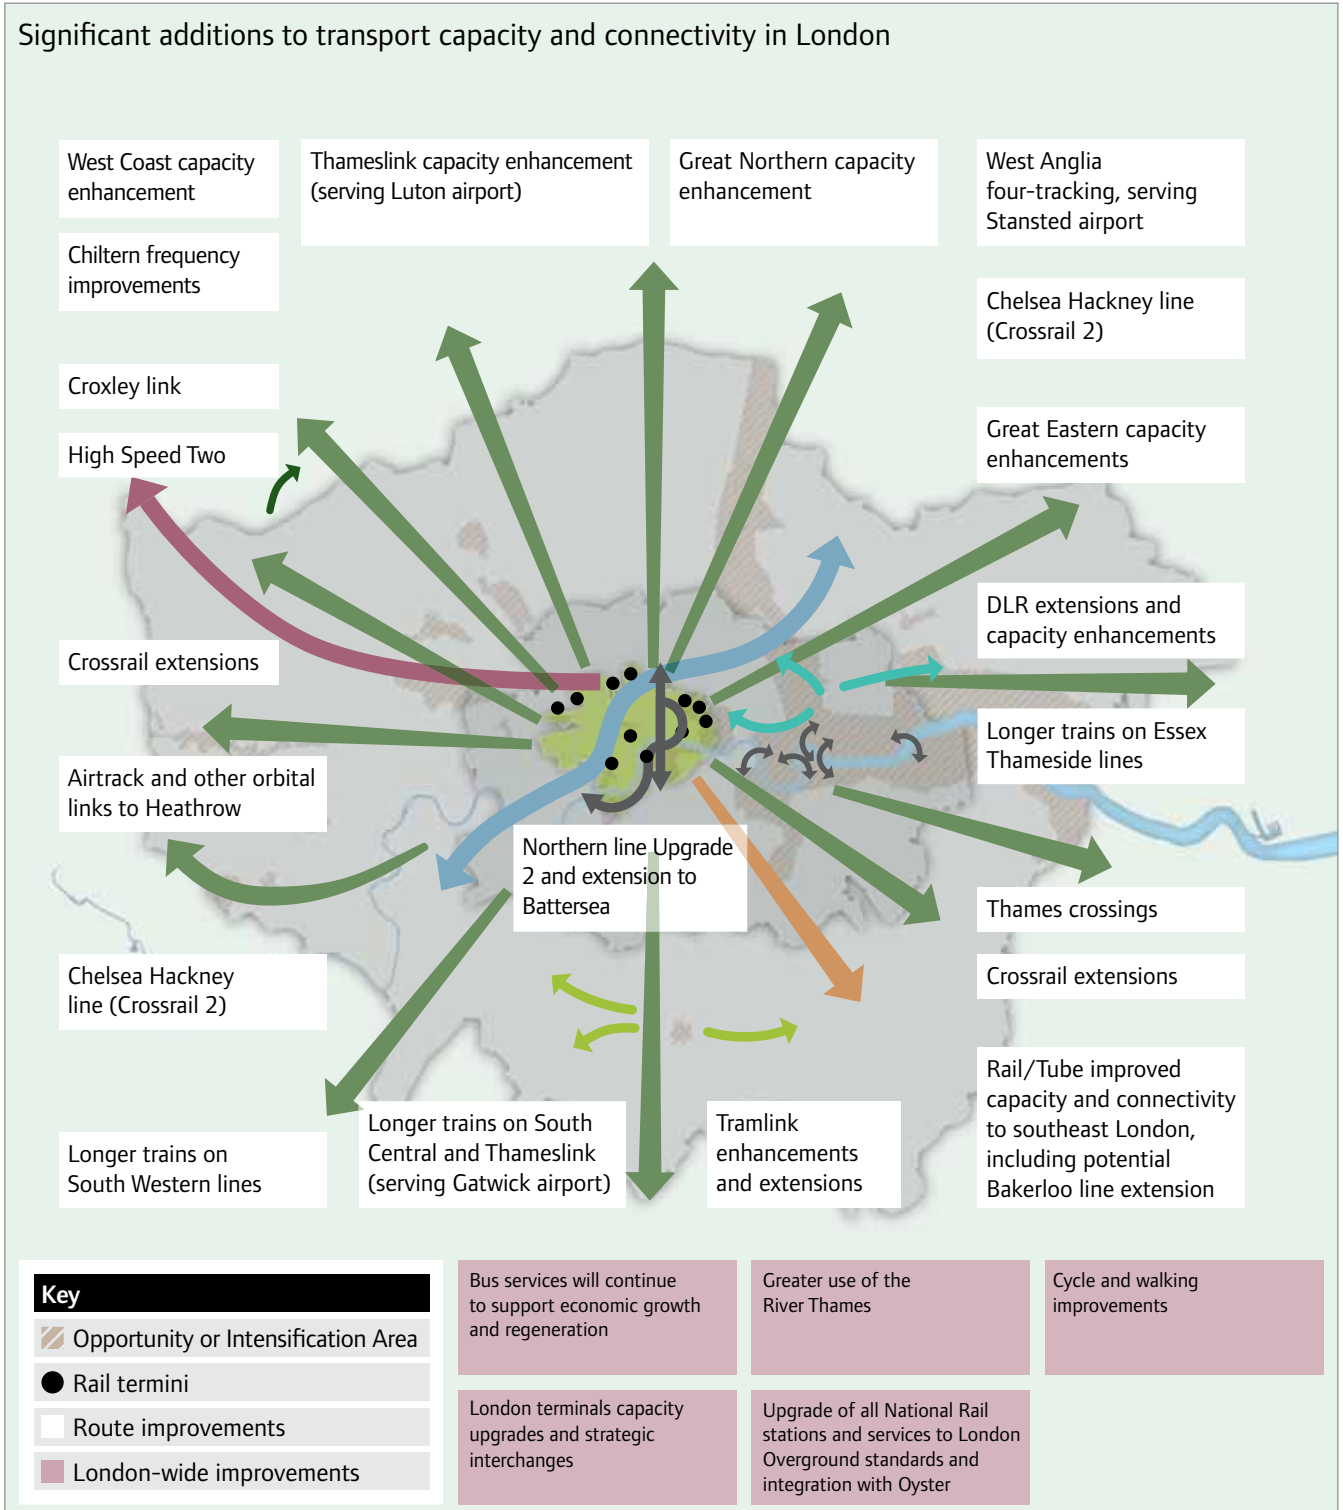 Significant additions to transport capacity and connectivity in London
West Coast capacity
enhancement
Thameslink capacity enhancement
(serving Luton airport)
Great Northern capacity
enhancement
West Anglia
four-tracking, serving
Stansted airport
Chiltern frequency
improvements
Chelsea Hackney line
(Crossrail 2)
Croxley link
Great Eastern capacity
enhancements
High Speed Two
DLR extensions and
capacity enhancements
Crossrail extensions
Longer trains on Essex
Thameside lines
Airtrack and other orbital
links to Heathrow
Northern line Upgrade
2 and extension to
Battersea
Thames crossings
Chelsea Hackney
line (Crossrail 2)
Crossrail extensions
Rail/Tube improved
capacity and connectivity
to southeast London,
including potential
Bakerloo line extension
Longer trains on
South Western lines
Longer trains on South
Central and Thameslink
(serving Gatwick airport)
Tramlink
enhancements
and extensions
Key
Opportunity or Intensification Area
Rail termini
Route improvements
London-wide improvements
Bus services will continue
to support economic growth
and regeneration
Greater use of the
River Thames
Cycle and walking
improvements
London terminals capacity
upgrades and strategic
interchanges
Upgrade of all National Rail
stations and services to London
Overground standards and
integration with Oyster